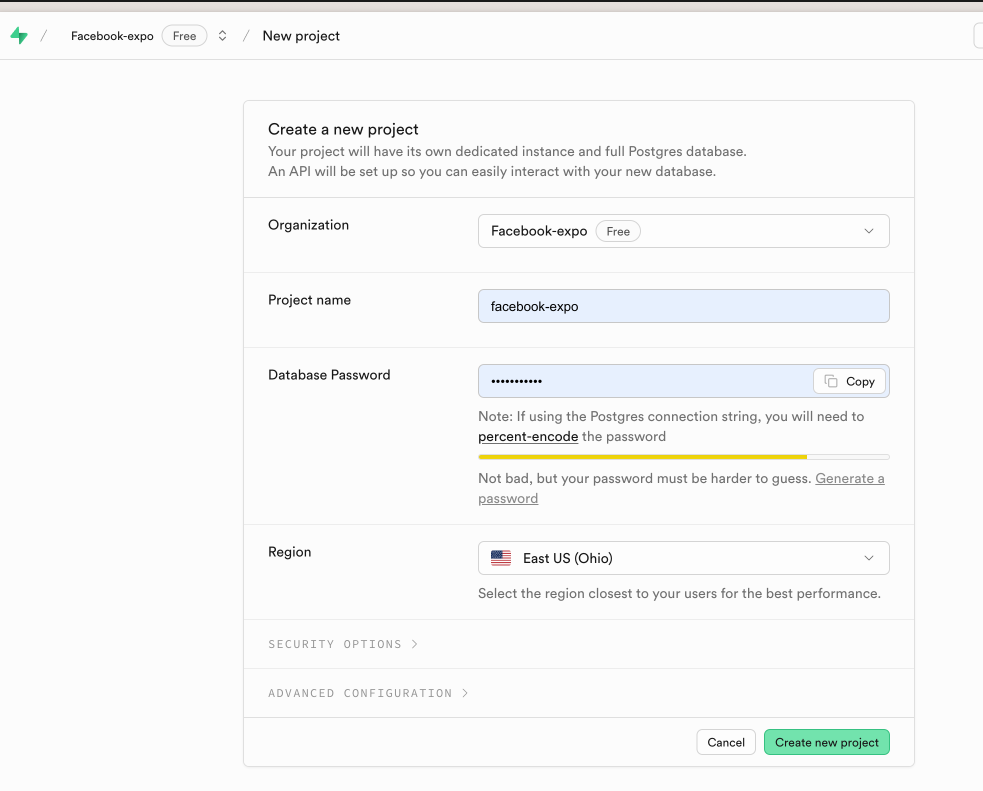 / Facebook-expo Free / New project
Create a new project
Your project will have its own dedicated instance and full Postgres database.
An API will be set up so you can easily interact with your new database.
Organization
Facebook-expo Free
Project name
facebook-expo
Database Password
••••••••••• Copy
Note: If using the Postgres connection string, you will need to
percent-encode the password
Not bad, but your password must be harder to guess. Generate a
password
Region
East US (Ohio)
Select the region closest to your users for the best performance.
SECURITY OPTIONS >
ADVANCED CONFIGURATION >
Cancel Create new project